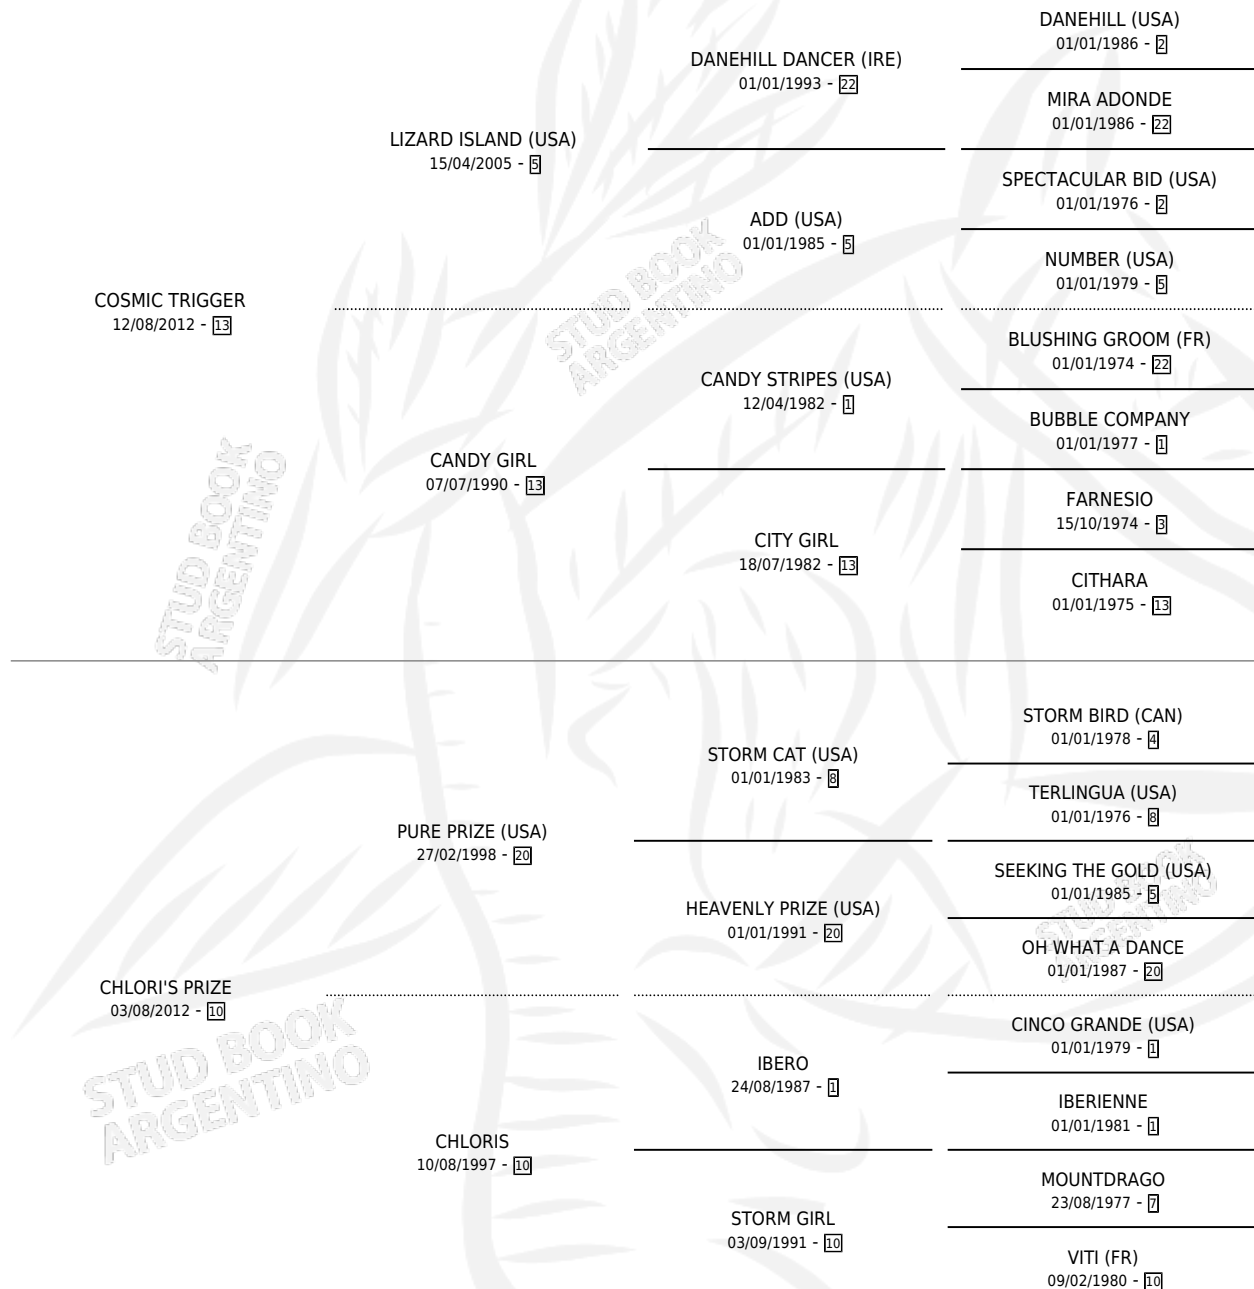 DANEHILL (USA)
01/01/1986 - 2
DANEHILL DANCER (IRE)
01/01/1993 - 22
MIRA ADONDE
01/01/1986 - 22
LIZARD ISLAND (USA)
15/04/2005 - 5
SPECTACULAR BID (USA)
01/01/1976 - 2
ADD (USA)
01/01/1985 - 5
NUMBER (USA)
01/01/1979 - 5
COSMIC TRIGGER
12/08/2012 - 13
BLUSHING GROOM (FR)
01/01/1974 - 22
CANDY STRIPES (USA)
12/04/1982 - 1
BUBBLE COMPANY
01/01/1977 - 1
CANDY GIRL
07/07/1990 - 13
FARNESIO
15/10/1974 - 3
CITY GIRL
18/07/1982 - 13
CITHARA
01/01/1975 - 13
STORM BIRD (CAN)
01/01/1978 - 4
STORM CAT (USA)
01/01/1983 - 8
TERLINGUA (USA)
01/01/1976 - 8
PURE PRIZE (USA)
27/02/1998 - 20
SEEKING THE GOLD (USA)
01/01/1985 - 5
HEAVENLY PRIZE (USA)
01/01/1991 - 20
OH WHAT A DANCE
01/01/1987 - 20
CHLORI'S PRIZE
03/08/2012 - 10
CINCO GRANDE (USA)
01/01/1979 - 1
IBERO
24/08/1987 - 1
IBERIENNE
01/01/1981 - 1
CHLORIS
10/08/1997 - 10
MOUNTDRAGO
23/08/1977 - 7
STORM GIRL
03/09/1991 - 10
VITI (FR)
09/02/1980 - 10
STUD BOOK
ARGENTINO
STUD BOOK
ARGENTINO
STUD BOOK
ARGENTINO
STUD BOOK
ARGENTINO